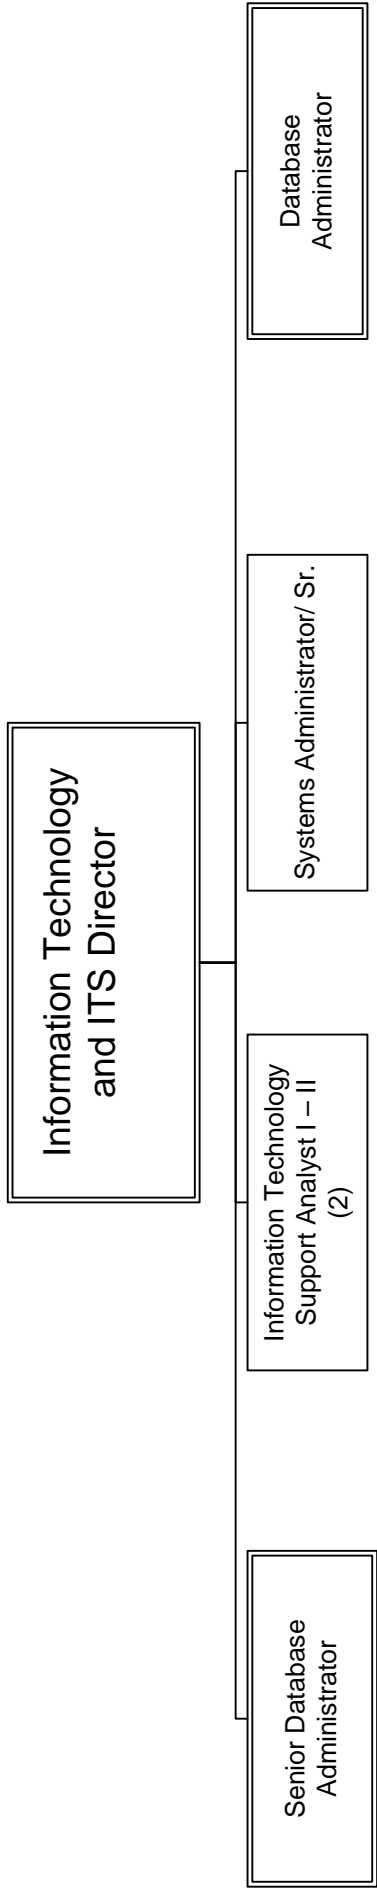 Information Technology
and ITS Director
Senior Database
Administrator
Information Technology
Support Analyst I – II
(2)
Systems Administrator/ Sr.
Database
Administrator